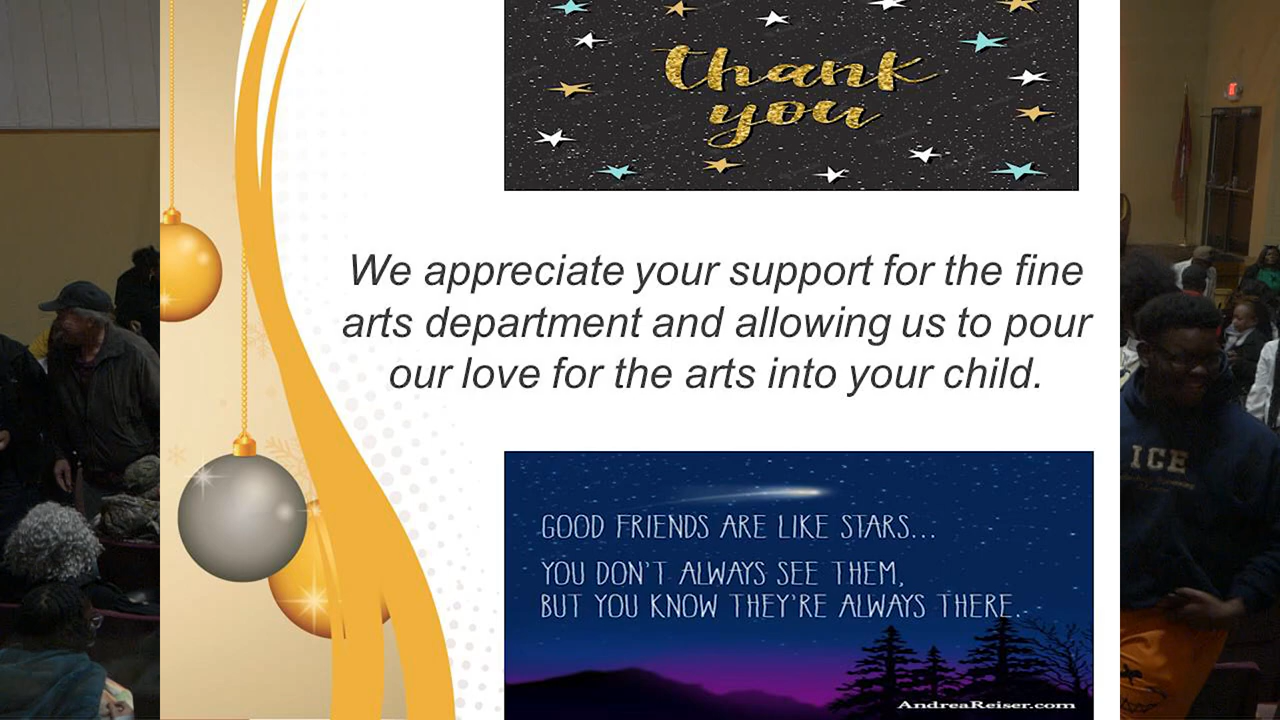 thank
you
We appreciate your support for the fine
arts department and allowing us to pour
our love for the arts into your child.
GOOD FRIENDS ARE LIKE STARS...
YOU DON'T ALWAYS SEE THEM,
BUT YOU KNOW THEY'RE ALWAYS THERE.
AndreaReiser.com
ICE